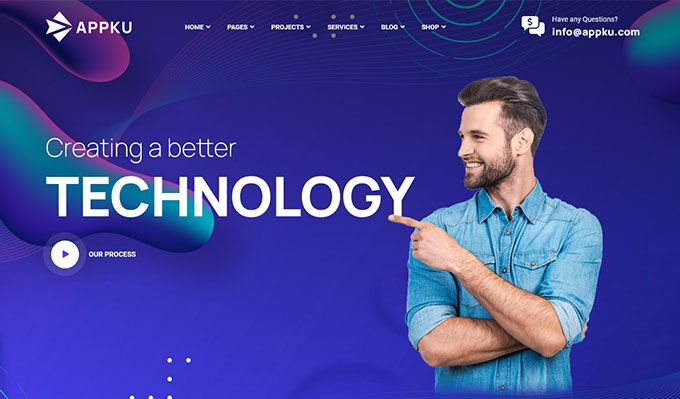 APPKU
HOME PAGES PROJECTS SERVICES BLOG SHOP
Have any Questions?
info@appku.com
Creating a better
TECHNOLOGY
OUR PROCESS